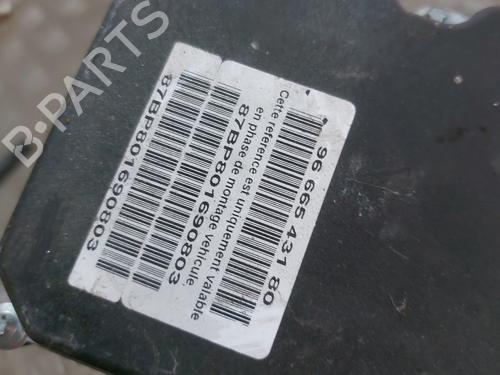 B-PARTS
96 665 431 80
Cette reference est uniquement valable
en phase de montage vehicule.
87BP801690803
87BP801690803